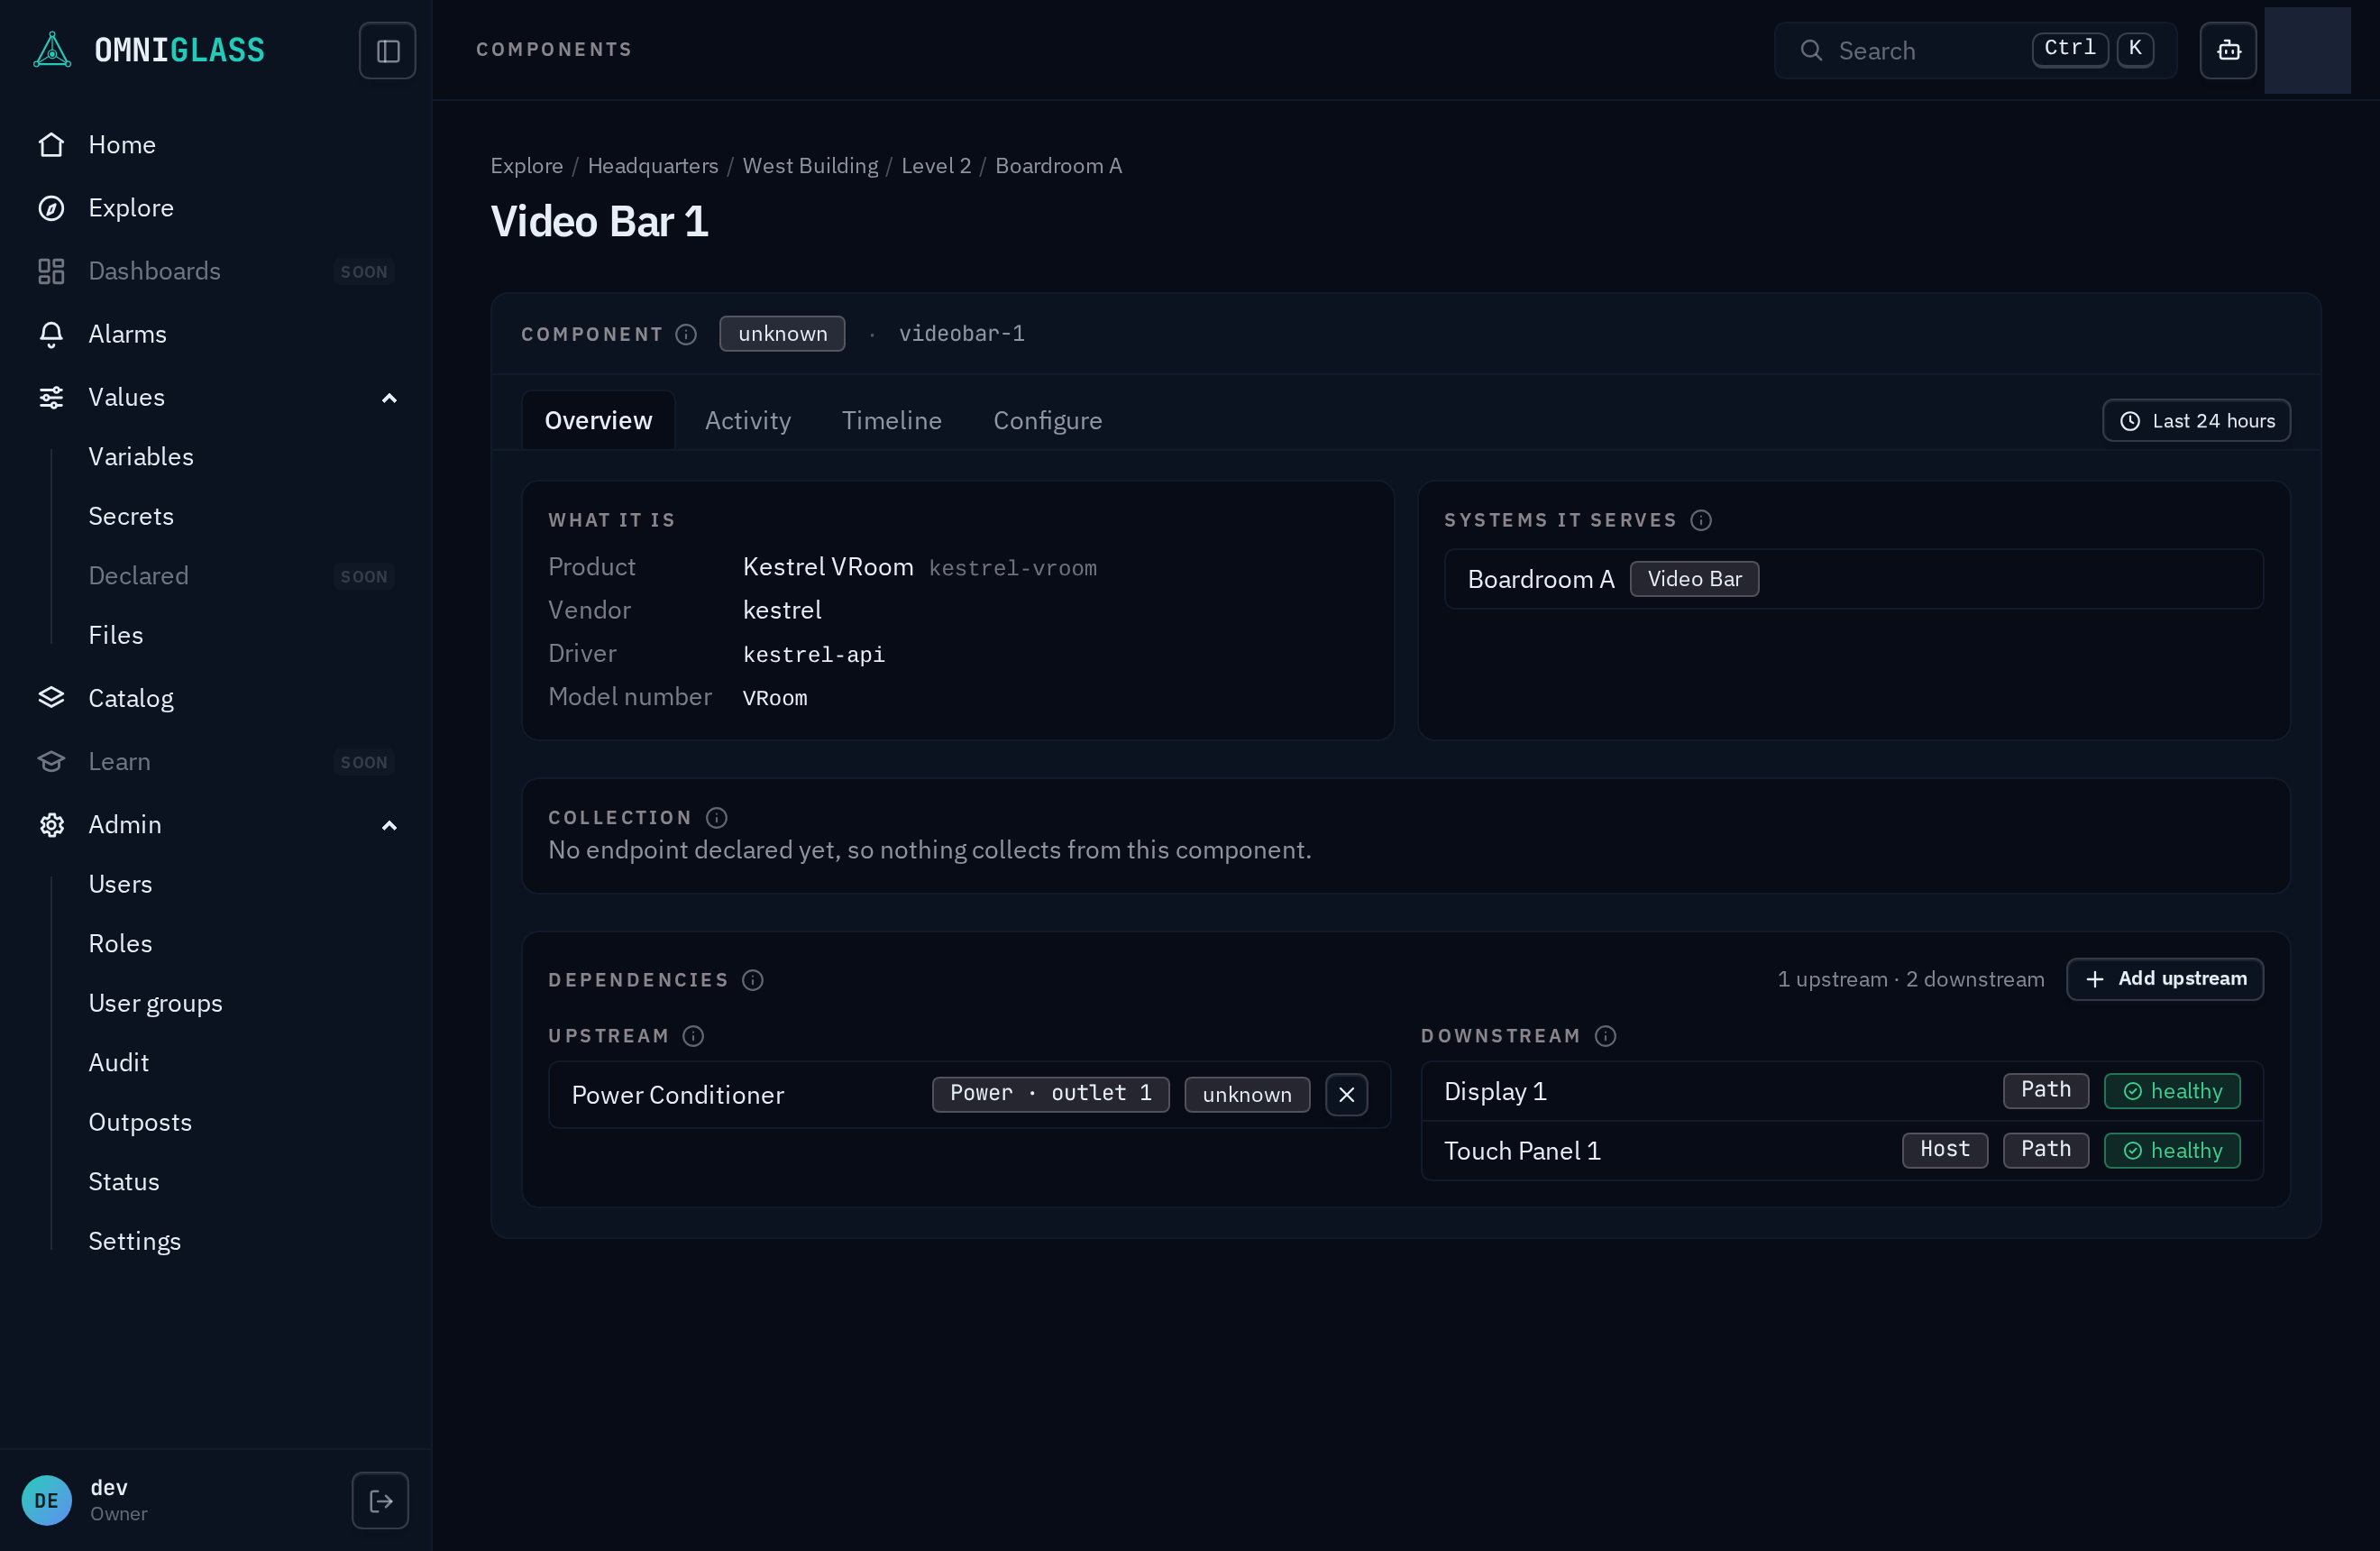 OMNIGLASS
COMPONENTS
Search
Ctrl
K
Home
Explore
Dashboards
SOON
Alarms
Values
Variables
Secrets
Declared
SOON
Files
Catalog
Learn
SOON
Admin
Users
Roles
User groups
Audit
Outposts
Status
Settings
DE
dev
Owner
Explore / Headquarters / West Building / Level 2 / Boardroom A
Video Bar 1
COMPONENT unknown · videobar-1
Overview Activity Timeline Configure
Last 24 hours
WHAT IT IS
Product Kestrel VRoom kestrel-vroom
Vendor kestrel
Driver kestrel-api
Model number VRoom
SYSTEMS IT SERVES
Boardroom A Video Bar
COLLECTION
No endpoint declared yet, so nothing collects from this component.
DEPENDENCIES
1 upstream · 2 downstream
Add upstream
UPSTREAM
Power Conditioner Power · outlet 1 unknown
DOWNSTREAM
Display 1 Path healthy
Touch Panel 1 Host Path healthy